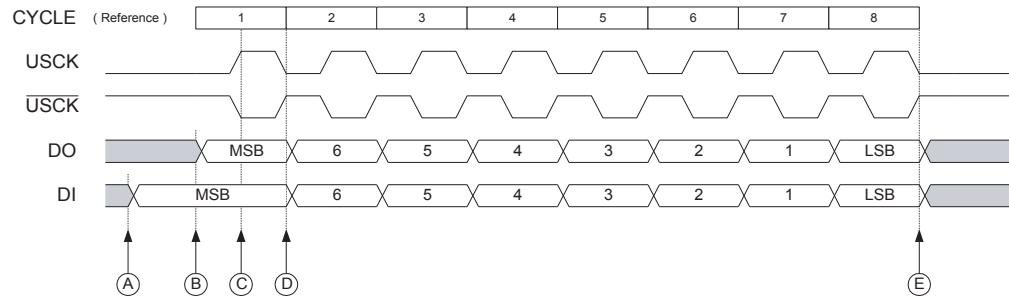 CYCLE ( Reference ) 1 2 3 4 5 6 7 8
USCK
USCK
DO MSB 6 5 4 3 2 1 LSB
DI MSB 6 5 4 3 2 1 LSB
A B C D E